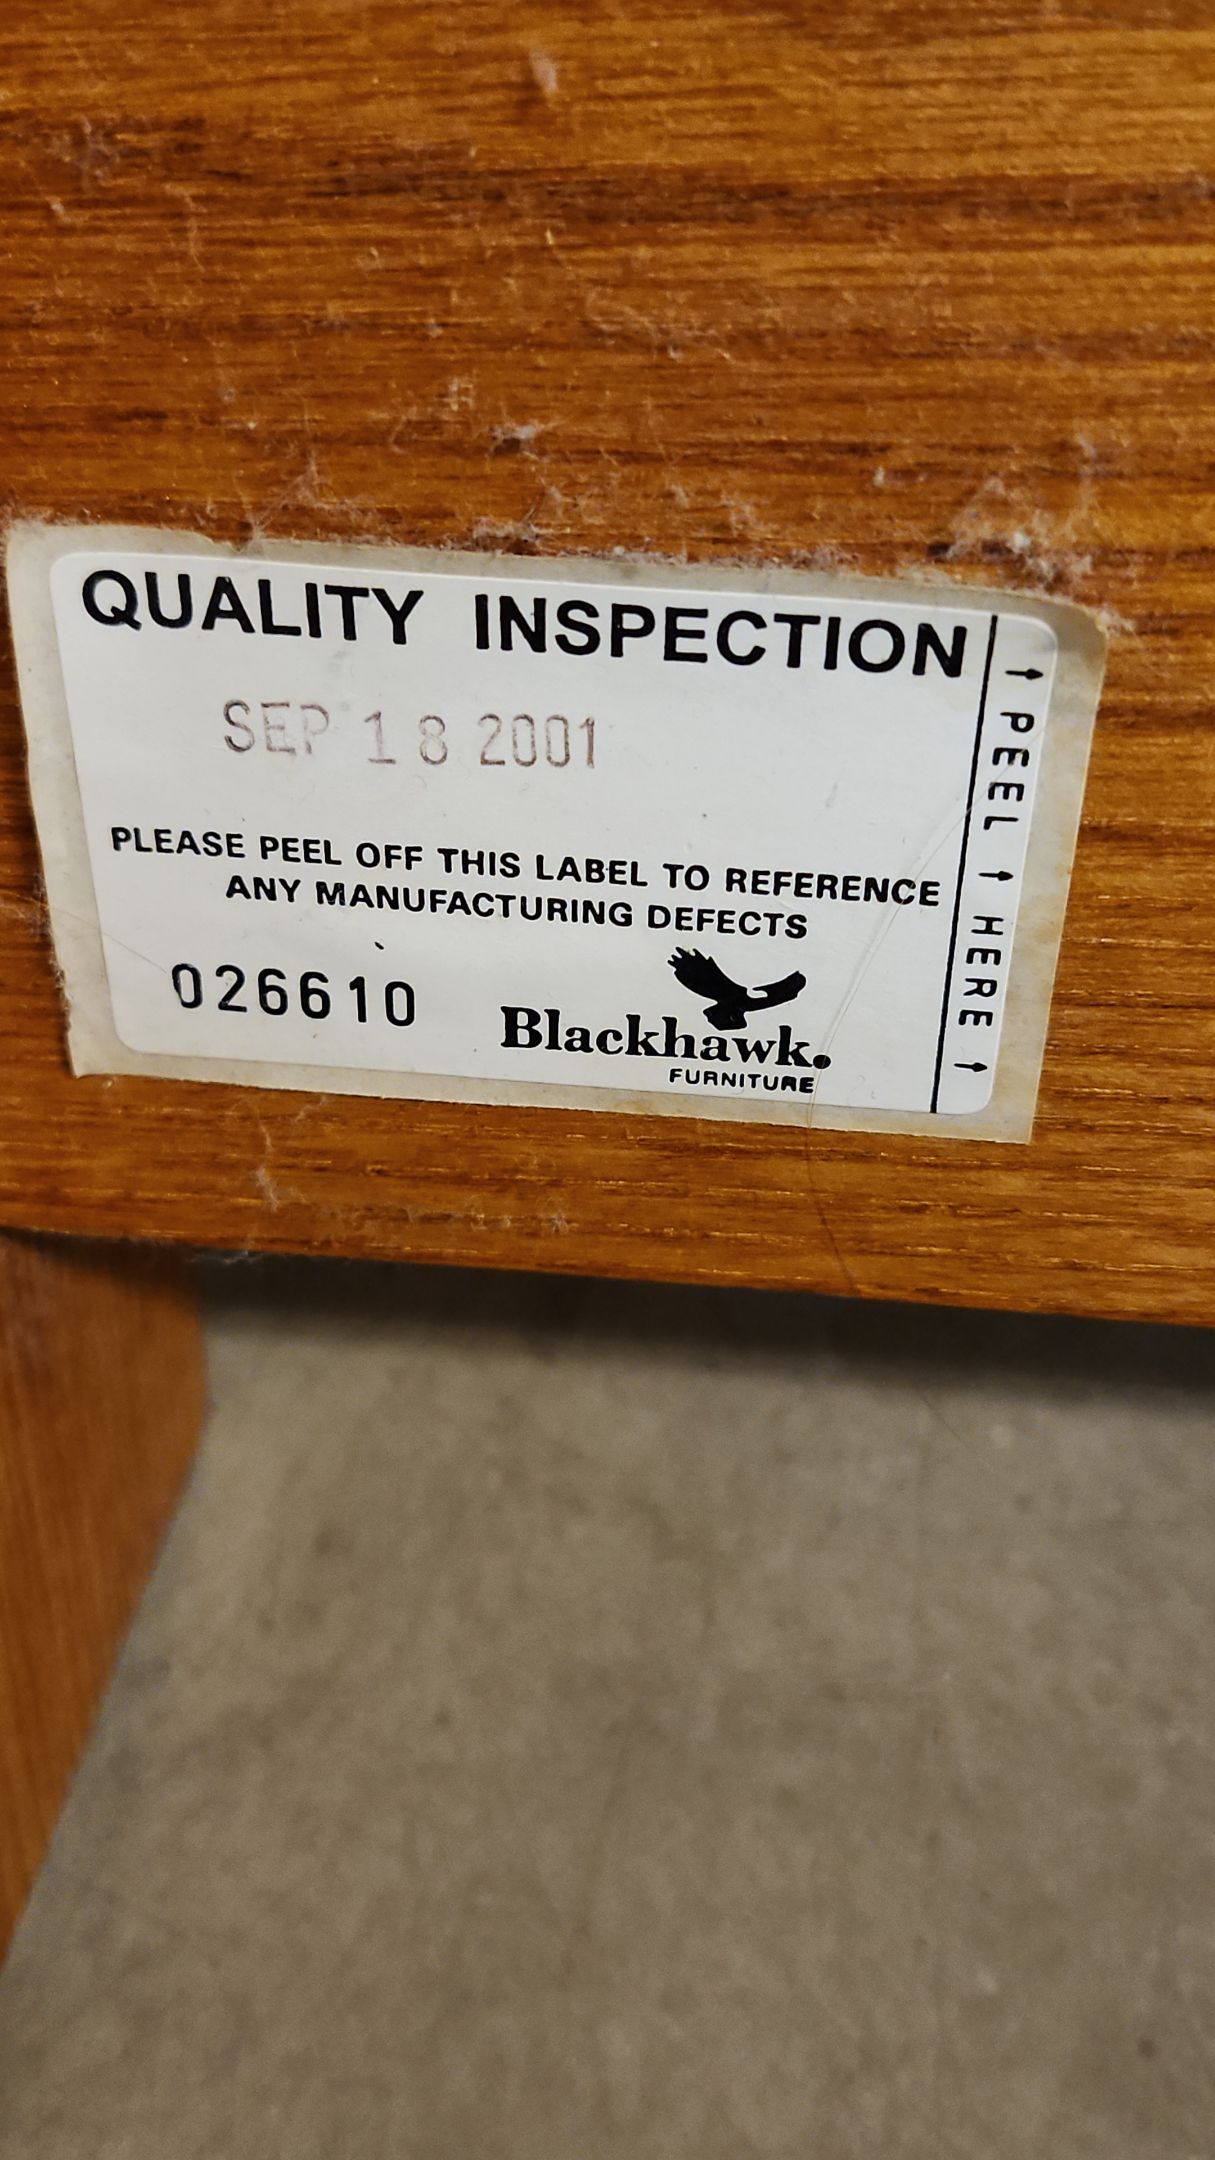 QUALITY INSPECTION
SEP 18 2001
PLEASE PEEL OFF THIS LABEL TO REFERENCE
ANY MANUFACTURING DEFECTS
026610
Blackhawk.
FURNITURE
↑ PEEL ↑ HERE ↑